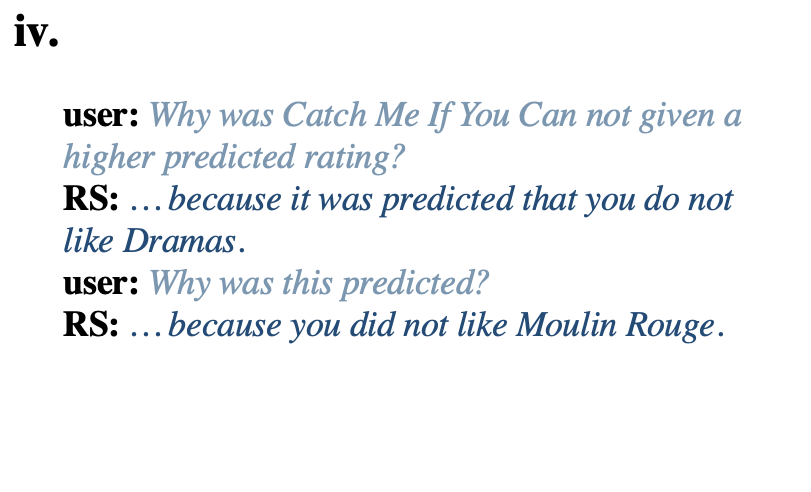 iv.
user: Why was Catch Me If You Can not given a
higher predicted rating?
RS: …because it was predicted that you do not
like Dramas.
user: Why was this predicted?
RS: …because you did not like Moulin Rouge.